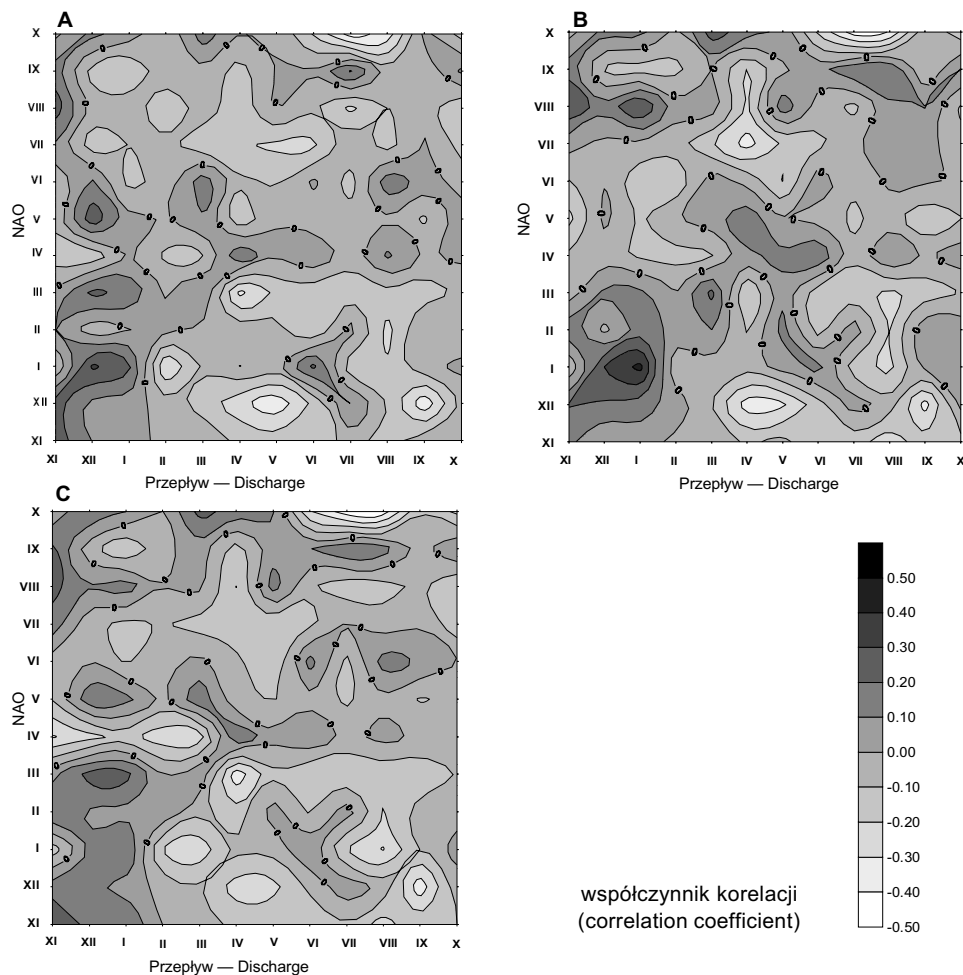 A
X
IX
VIII
VII
VI
V
IV
III
II
I
XII
XI
NAO
XI XII I II III IV V VI VII VIII IX X
Przepływ — Discharge
B
X
IX
VIII
VII
VI
V
IV
III
II
I
XII
XI
NAO
XI XII I II III IV V VI VII VIII IX X
Przepływ — Discharge
C
X
IX
VIII
VII
VI
V
IV
III
II
I
XII
XI
NAO
XI XII I II III IV V VI VII VIII IX X
Przepływ — Discharge
0.50
0.40
0.30
0.20
0.10
0.00
-0.10
-0.20
-0.30
-0.40
-0.50
współczynnik korelacji
(correlation coefficient)